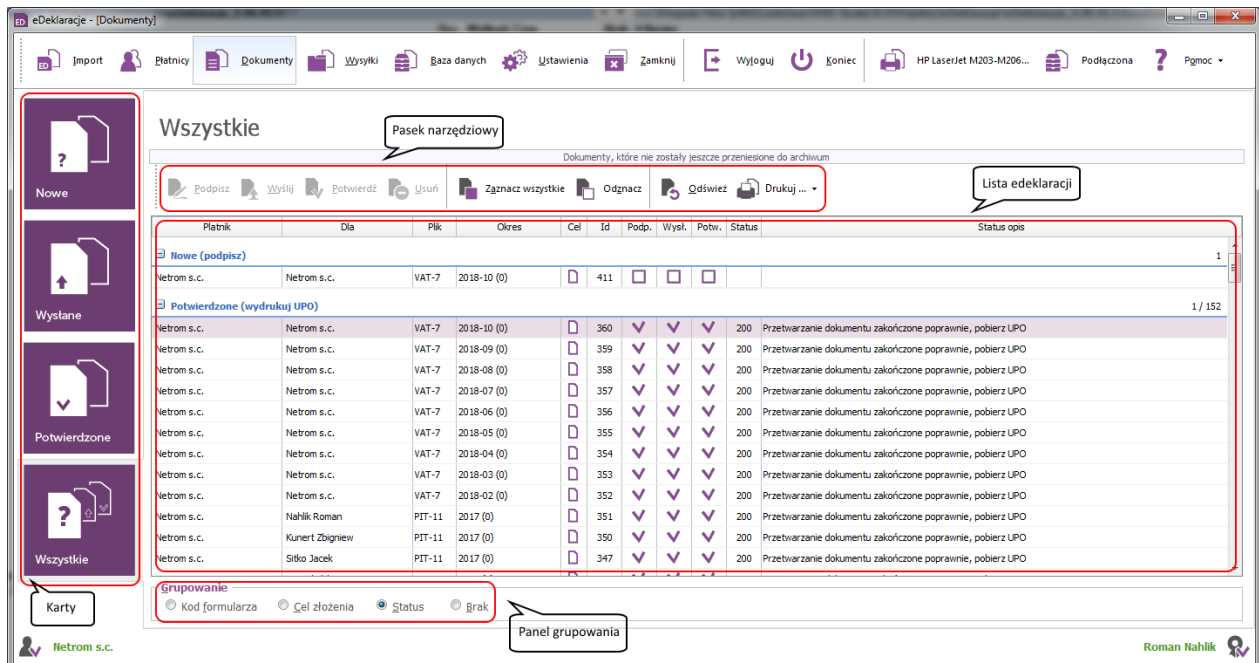 eDeklaracje - [Dokumenty]
ED Import Płatnicy Dokumenty Wysyłki Baza danych Ustawienia Zamknij Wyloguj Koniec HP LaserJet M203-M206... Podłączona ? Pomoc
Wszystkie
Pasek narzędziowy
Dokumenty, które nie zostały jeszcze przeniesione do archiwum
Podpisz Wyślij Potwierdź Usuń Zaznacz wszystkie Odznacz Odśwież Drukuj ...
Lista edeklaracji
? Nowe
Wysłane
Potwierdzone
? Wszystkie
Karty
Płatnik Dla Plik Okres Cel Id Podp. Wysł. Potw. Status Status opis
Nowe (podpisz) 1
Netrom s.c. Netrom s.c. VAT-7 2018-10 (0) 411
Potwierdzone (wydrukuj UPO) 1 / 152
Netrom s.c. Netrom s.c. VAT-7 2018-10 (0) 360 200 Przetwarzanie dokumentu zakończone poprawnie, pobierz UPO
Netrom s.c. Netrom s.c. VAT-7 2018-09 (0) 359 200 Przetwarzanie dokumentu zakończone poprawnie, pobierz UPO
Netrom s.c. Netrom s.c. VAT-7 2018-08 (0) 358 200 Przetwarzanie dokumentu zakończone poprawnie, pobierz UPO
Netrom s.c. Netrom s.c. VAT-7 2018-07 (0) 357 200 Przetwarzanie dokumentu zakończone poprawnie, pobierz UPO
Netrom s.c. Netrom s.c. VAT-7 2018-06 (0) 356 200 Przetwarzanie dokumentu zakończone poprawnie, pobierz UPO
Netrom s.c. Netrom s.c. VAT-7 2018-05 (0) 355 200 Przetwarzanie dokumentu zakończone poprawnie, pobierz UPO
Netrom s.c. Netrom s.c. VAT-7 2018-04 (0) 354 200 Przetwarzanie dokumentu zakończone poprawnie, pobierz UPO
Netrom s.c. Netrom s.c. VAT-7 2018-03 (0) 353 200 Przetwarzanie dokumentu zakończone poprawnie, pobierz UPO
Netrom s.c. Netrom s.c. VAT-7 2018-02 (0) 352 200 Przetwarzanie dokumentu zakończone poprawnie, pobierz UPO
Netrom s.c. Nahlik Roman PIT-11 2017 (0) 351 200 Przetwarzanie dokumentu zakończone poprawnie, pobierz UPO
Netrom s.c. Kunert Zbigniew PIT-11 2017 (0) 350 200 Przetwarzanie dokumentu zakończone poprawnie, pobierz UPO
Netrom s.c. Sitko Jacek PIT-11 2017 (0) 347 200 Przetwarzanie dokumentu zakończone poprawnie, pobierz UPO
Grupowanie
Kod formularza Cel złożenia Status Brak
Panel grupowania
Netrom s.c. Roman Nahlik